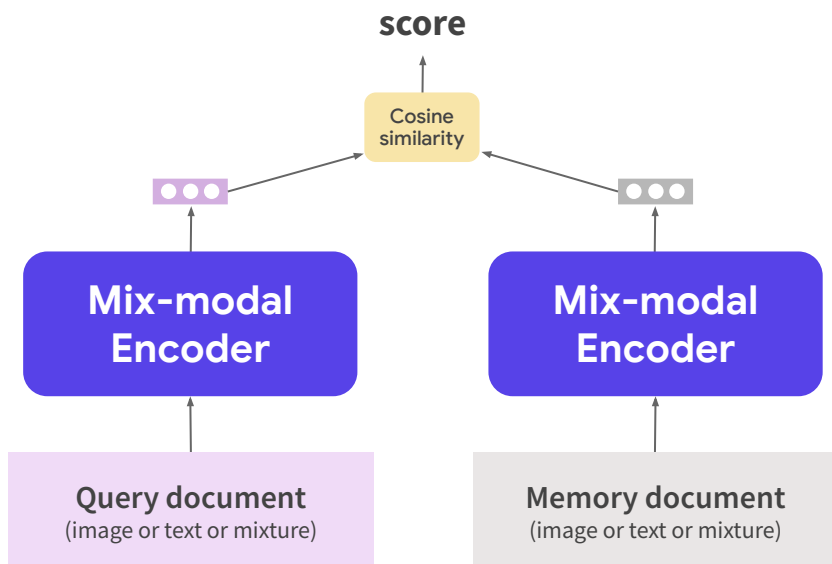 score
Cosine
similarity
Mix-modal
Encoder
Mix-modal
Encoder
Query document
(image or text or mixture)
Memory document
(image or text or mixture)